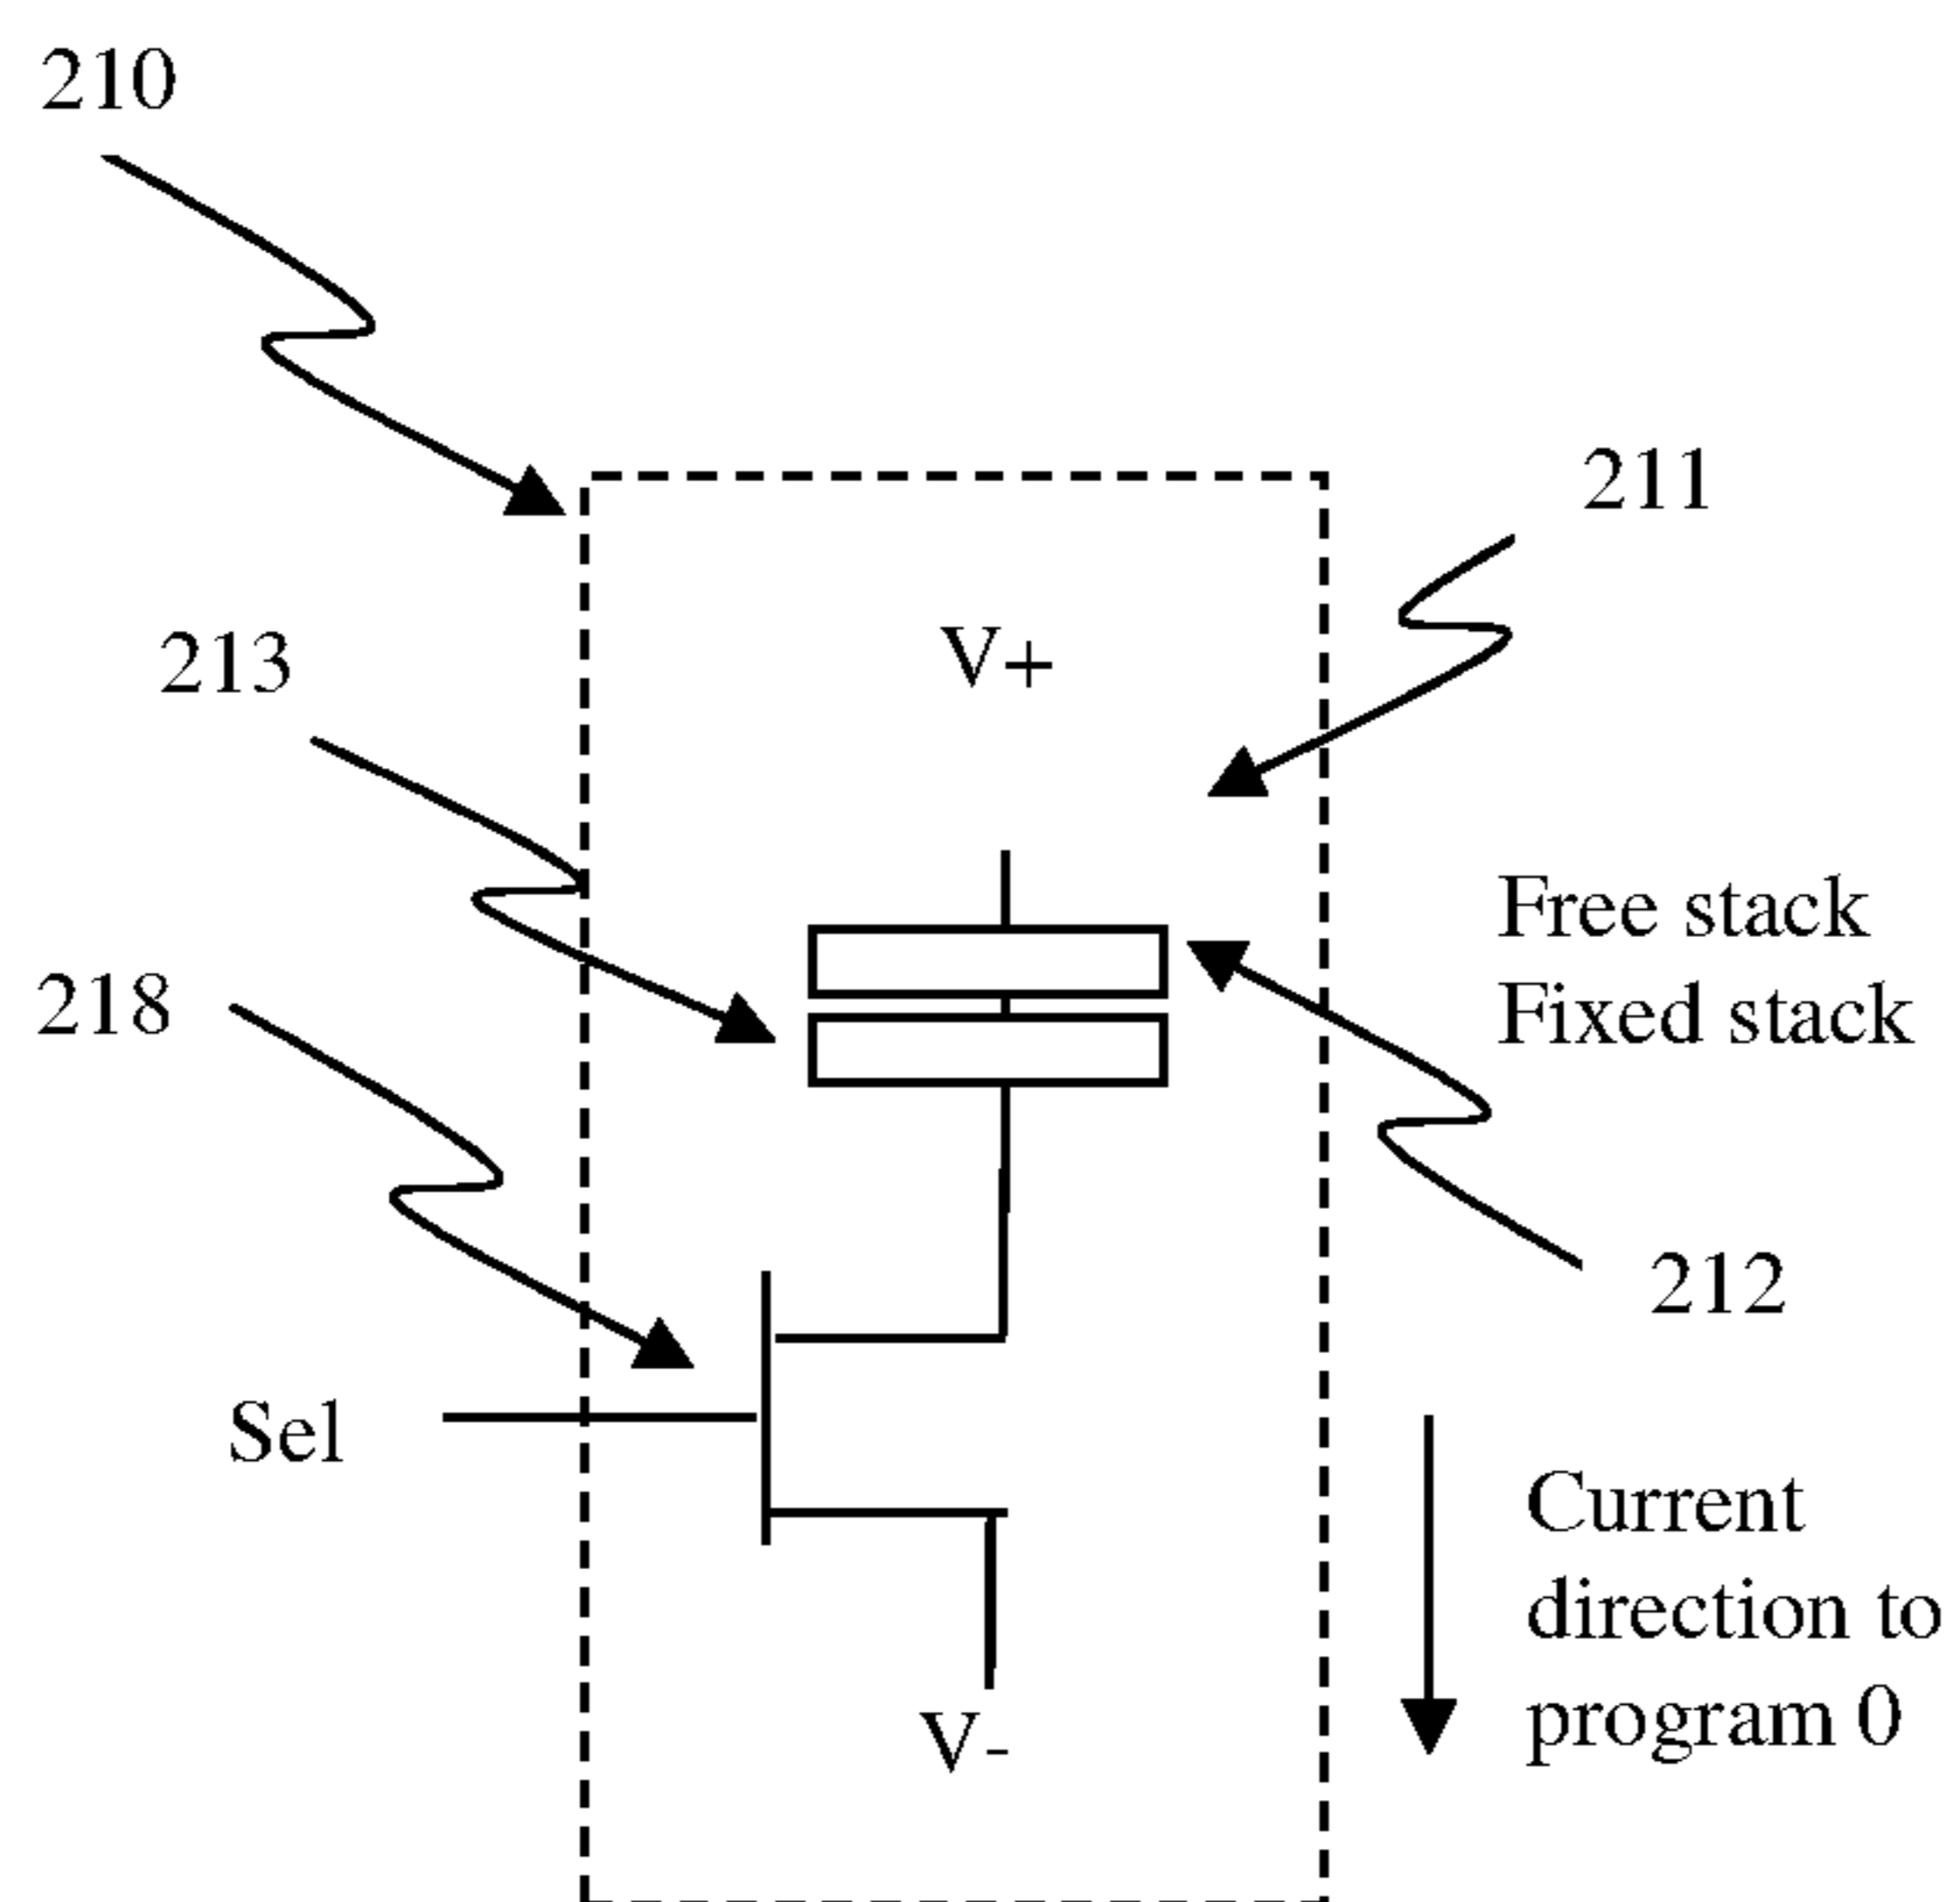 210
211
V+
213
Free stack
218
Fixed stack
212
Sel
Current
direction to
program 0
V-